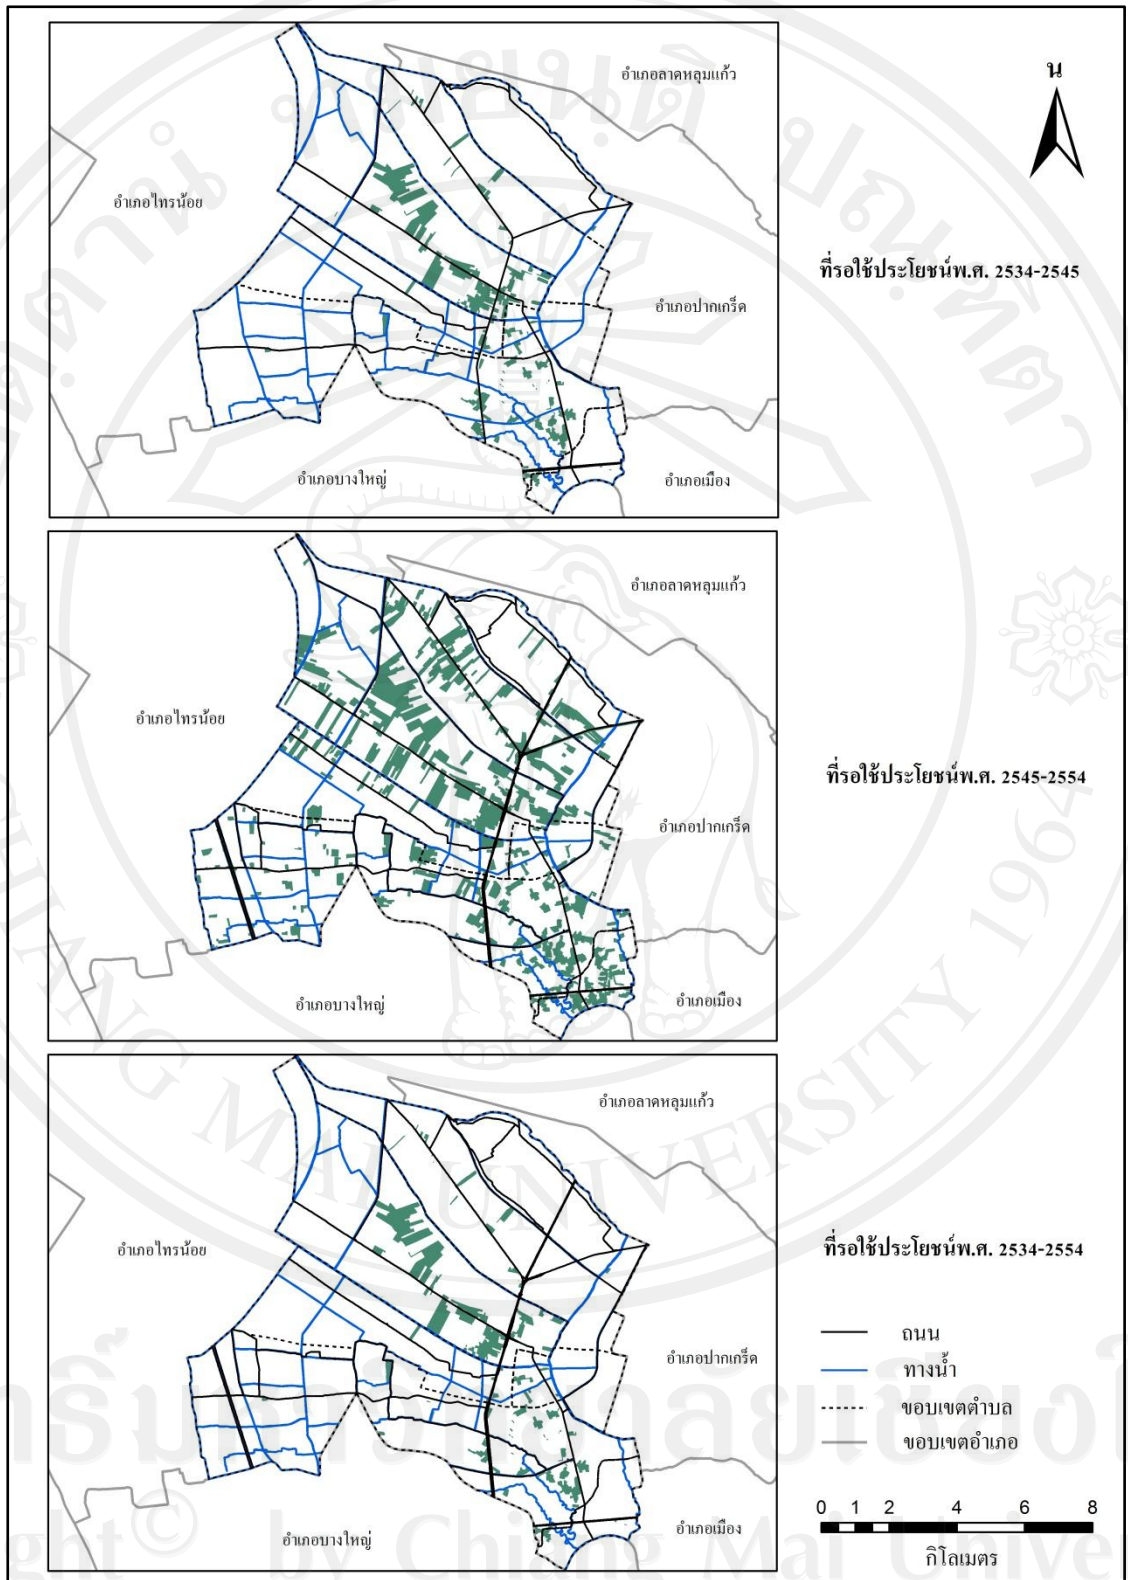 อำเภอลาดหลุมแก้ว
น
อำเภอไทรน้อย
ที่รอใช้ประโยชน์พ.ศ. 2534-2545
อำเภอปากเกร็ด
อำเภอบางใหญ่
อำเภอเมือง
อำเภอลาดหลุมแก้ว
อำเภอไทรน้อย
ที่รอใช้ประโยชน์พ.ศ. 2545-2554
อำเภอปากเกร็ด
อำเภอบางใหญ่
อำเภอเมือง
อำเภอลาดหลุมแก้ว
อำเภอไทรน้อย
ที่รอใช้ประโยชน์พ.ศ. 2534-2554
อำเภอปากเกร็ด
อำเภอบางใหญ่
อำเภอเมือง
ถนน
ทางน้ำ
ขอบเขตตำบล
ขอบเขตอำเภอ
0 1 2 4 6 8
กิโลเมตร
CHIANG MAI UNIVERSITY 1964
by Chiang Mai Unive